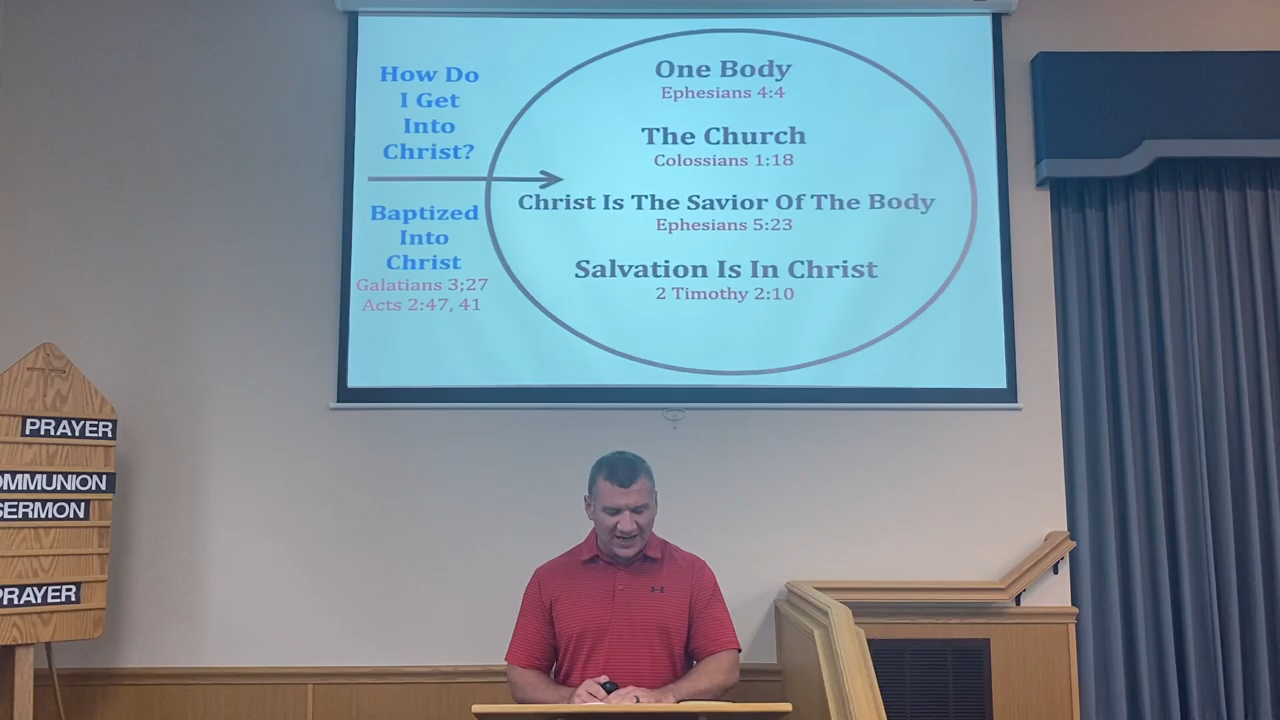 How Do
I Get
Into
Christ?
Baptized
Into
Christ
Galatians 3;27
Acts 2:47, 41
One Body
Ephesians 4:4
The Church
Colossians 1:18
Christ Is The Savior Of The Body
Ephesians 5:23
Salvation Is In Christ
2 Timothy 2:10
PRAYER
OMMUNION
SERMON
PRAYER